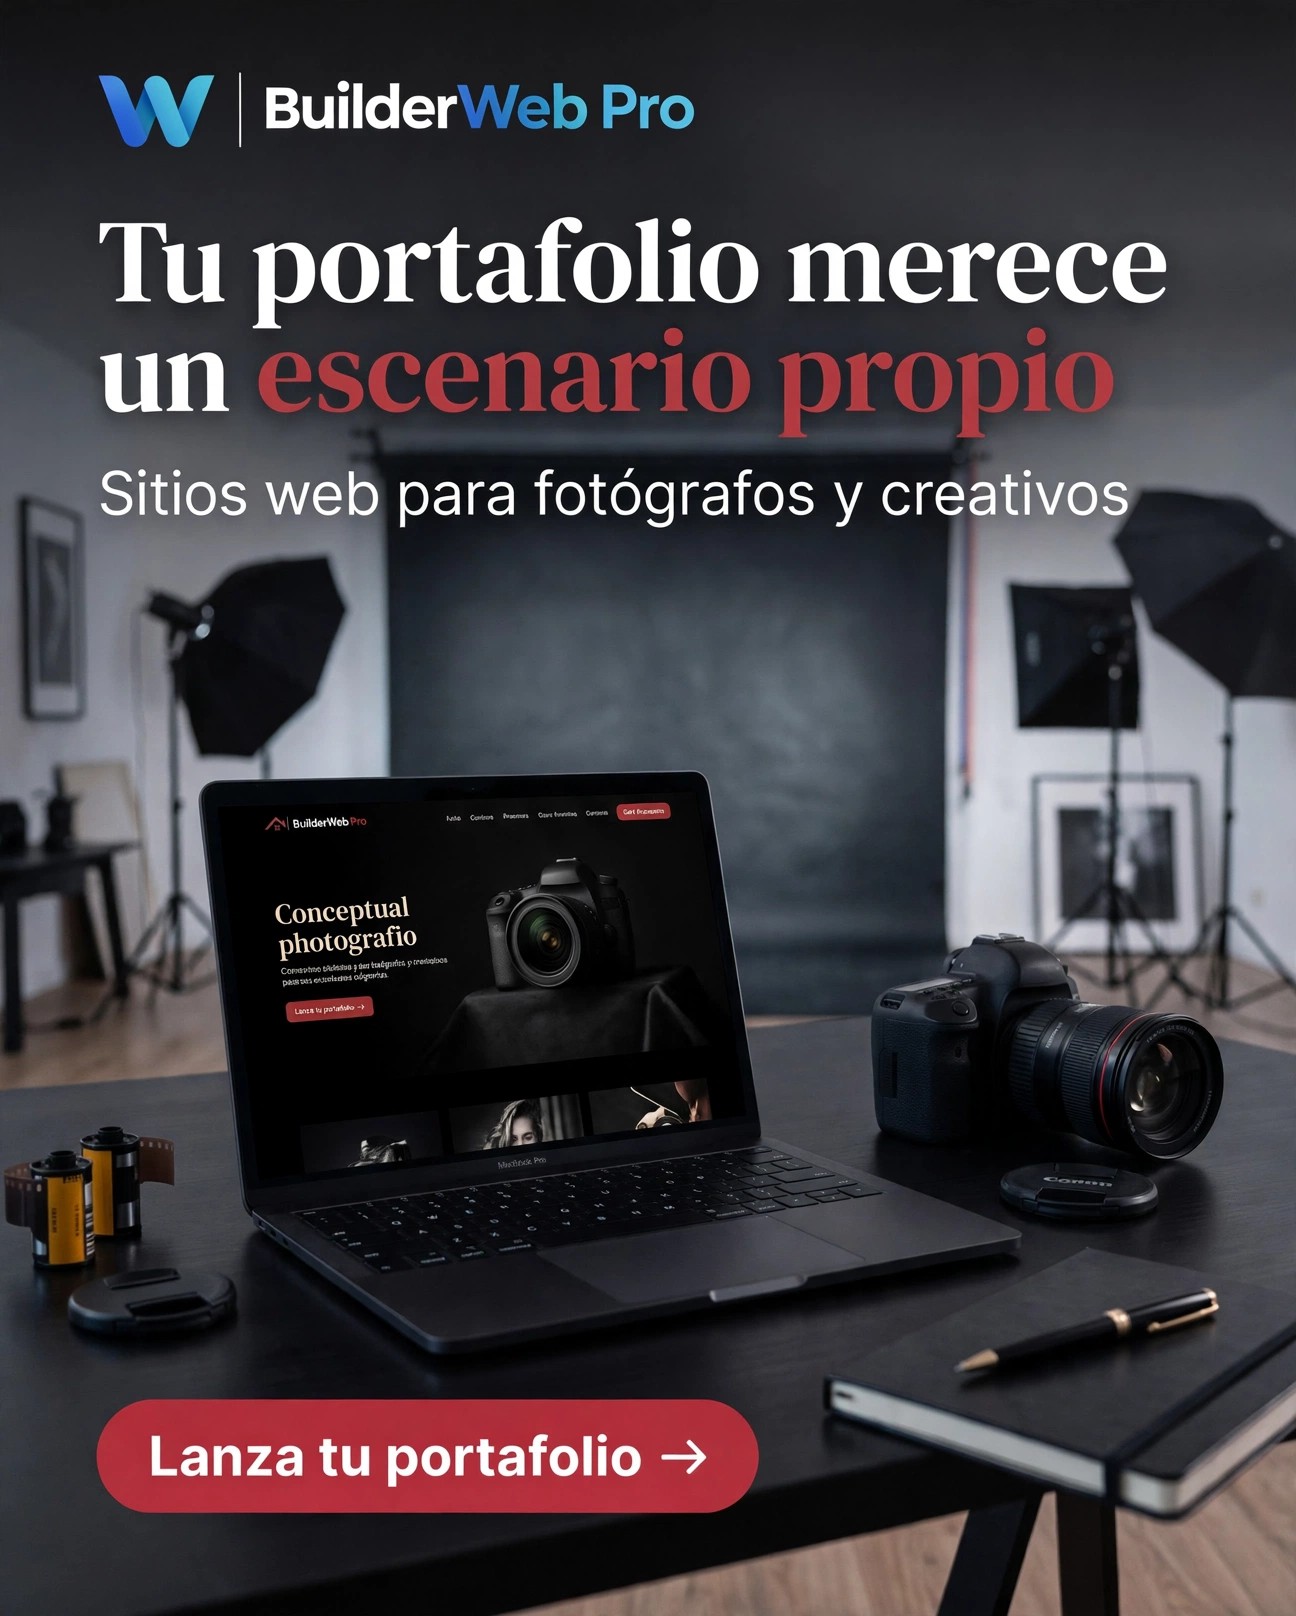 BuilderWeb Pro
Tu portafolio merece
un escenario propio
Sitios web para fotógrafos y creativos
BuilderWeb Pro
Conceptual
photografio
Lanza tu portafolio →
MacBook Pro
Canon
Lanza tu portafolio →